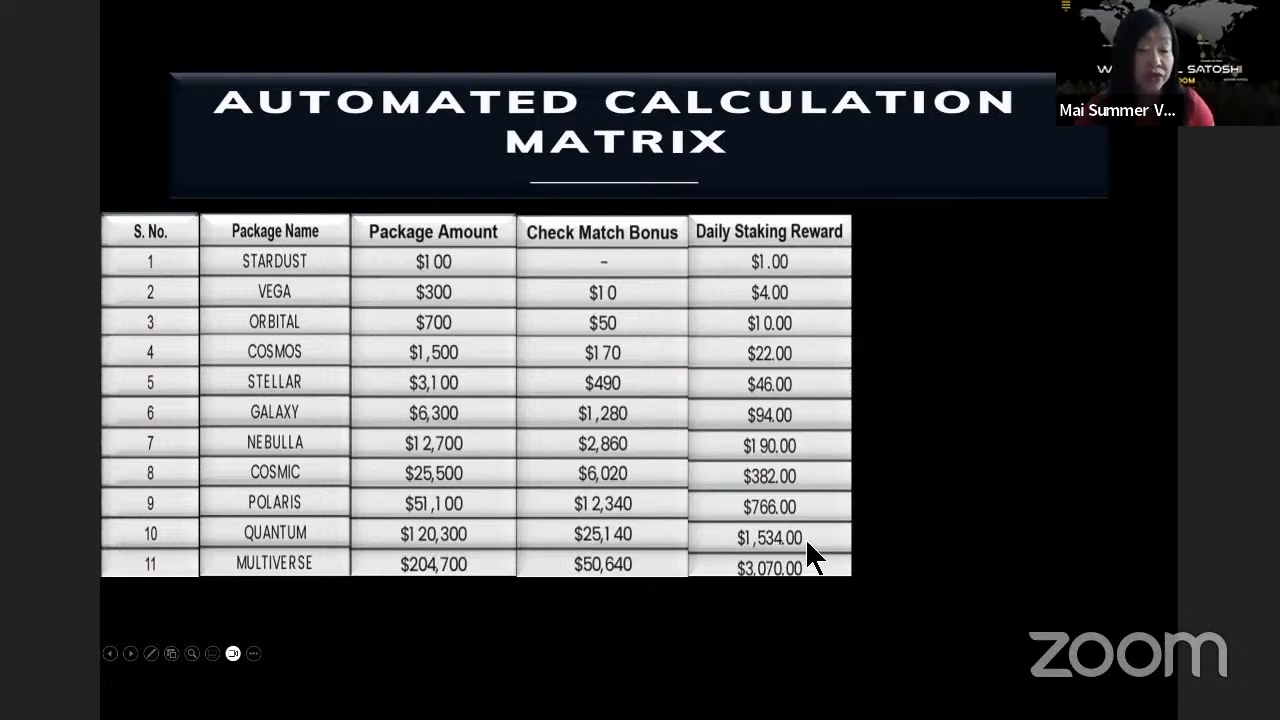 W
L SATOSHI
OOM
Mai Summer V...
AUTOMATED CALCULATION
MATRIX
S. No. Package Name Package Amount Check Match Bonus Daily Staking Reward
1 STARDUST $100 – $1.00
2 VEGA $300 $10 $4.00
3 ORBITAL $700 $50 $10.00
4 COSMOS $1,500 $170 $22.00
5 STELLAR $3,100 $490 $46.00
6 GALAXY $6,300 $1,280 $94.00
7 NEBULLA $12,700 $2,860 $190.00
8 COSMIC $25,500 $6,020 $382.00
9 POLARIS $51,100 $12,340 $766.00
10 QUANTUM $120,300 $25,140 $1,534.00
11 MULTIVERSE $204,700 $50,640 $3,070.00
zoom